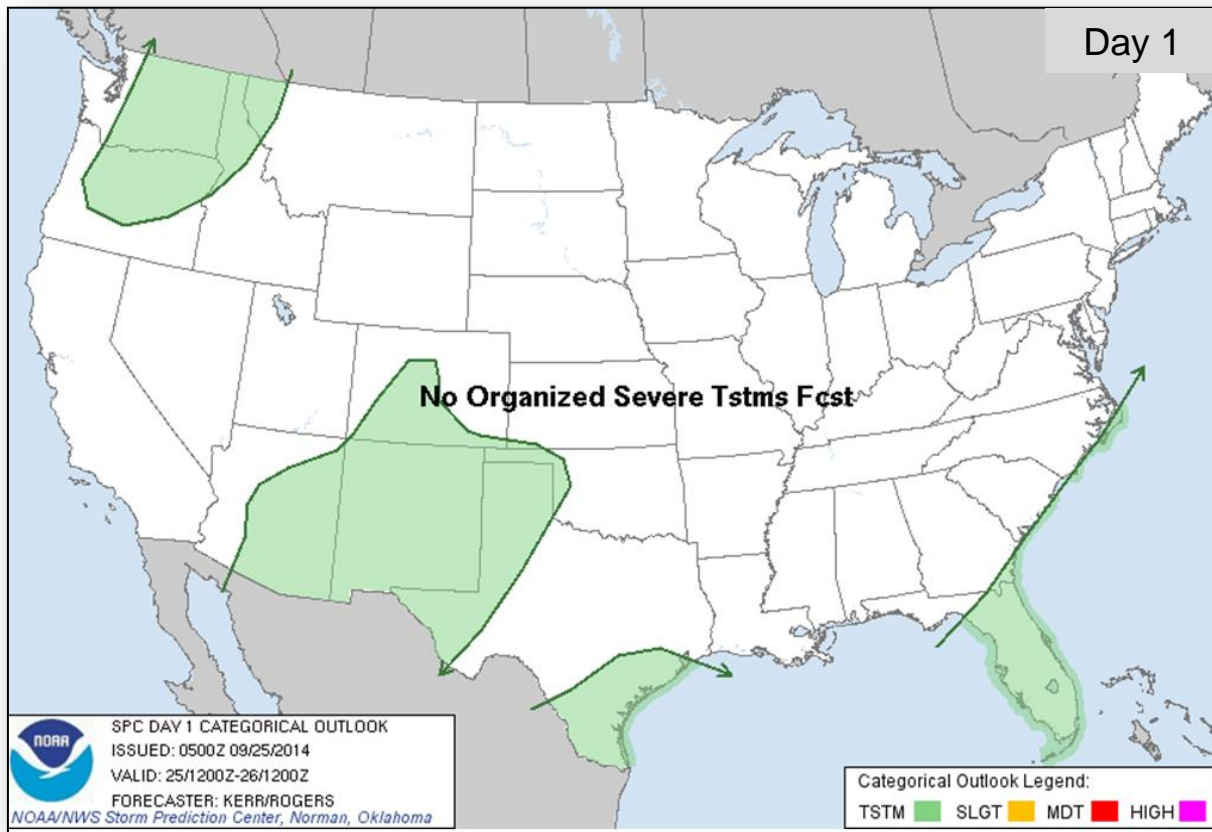 Day 1
No Organized Severe Tstms Fcst
NOAA
SPC DAY 1 CATEGORICAL OUTLOOK
ISSUED: 0500Z 09/25/2014
VALID: 25/1200Z-26/1200Z
FORECASTER: KERR/ROGERS
NOAA/NWS Storm Prediction Center, Norman, Oklahoma
Categorical Outlook Legend:
TSTM SLGT MDT HIGH